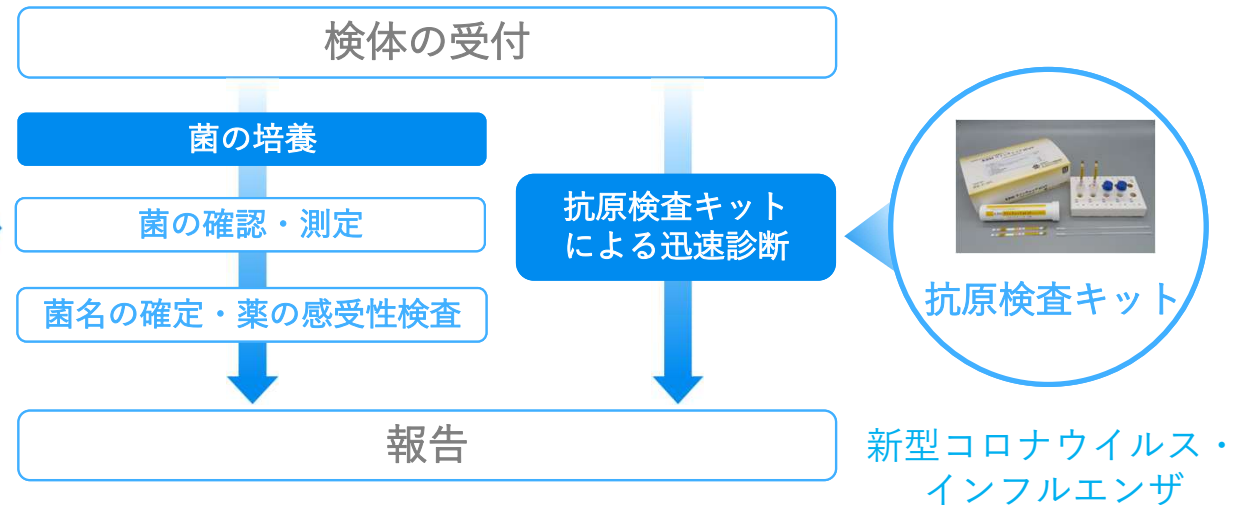 検体の受付
菌の培養
菌の確認・測定
菌名の確定・薬の感受性検査
抗原検査キット
による迅速診断
抗原検査キット
報告
新型コロナウイルス・
インフルエンザ